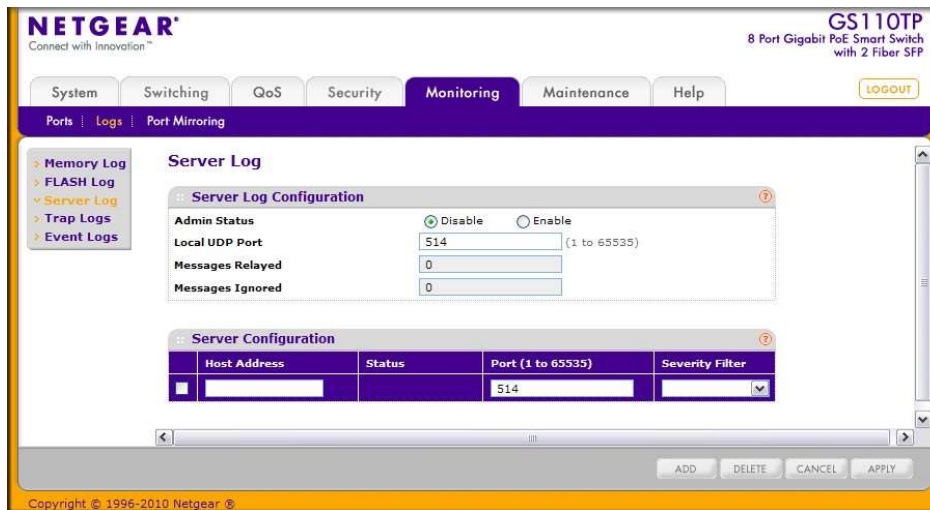 NETGEAR®
Connect with Innovation™
GS110TP
8 Port Gigabit PoE Smart Switch
with 2 Fiber SFP
System Switching QoS Security Monitoring Maintenance Help LOGOUT
Ports Logs Port Mirroring
Memory Log
FLASH Log
Server Log
Trap Logs
Event Logs
Server Log
Server Log Configuration ?
Admin Status Disable Enable
Local UDP Port 514 (1 to 65535)
Messages Relayed 0
Messages Ignored 0
Server Configuration ?
Host Address Status Port (1 to 65535) Severity Filter
514
ADD DELETE CANCEL APPLY
Copyright © 1996-2010 Netgear ®